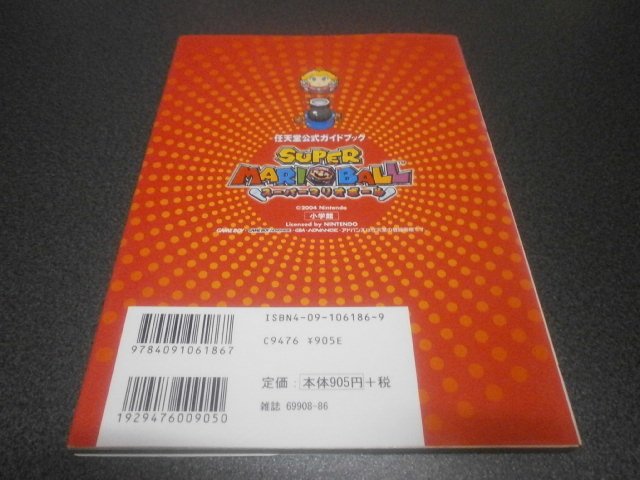 任天堂公式ガイドブック
SUPER
MARIO BALL
スーパーマリオボール
©2004 Nintendo
小学館
Licensed by NINTENDO
ISBN4-09-106186-9
C9476 ¥905E
9784091061867
定価：本体905円+税
1929476009050
雑誌 69908-86